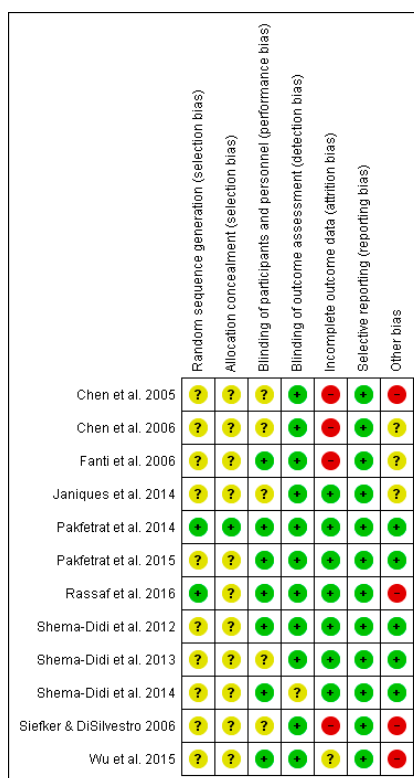 Random sequence generation (selection bias)
Allocation concealment (selection bias)
Blinding of participants and personnel (performance bias)
Blinding of outcome assessment (detection bias)
Incomplete outcome data (attrition bias)
Selective reporting (reporting bias)
Other bias
Chen et al. 2005 ? ? ? + - + -
Chen et al. 2006 ? ? ? + - + ?
Fanti et al. 2006 ? ? + + - + ?
Janiques et al. 2014 ? ? ? + + + ?
Pakfetrat et al. 2014 + + + + + + +
Pakfetrat et al. 2015 ? ? + + + + +
Rassaf et al. 2016 + ? + + + + -
Shema-Didi et al. 2012 ? ? + + + + +
Shema-Didi et al. 2013 ? ? ? + + + +
Shema-Didi et al. 2014 ? ? + ? + + +
Siefker & DiSilvestro 2006 ? ? ? + - + -
Wu et al. 2015 ? ? + + ? + -